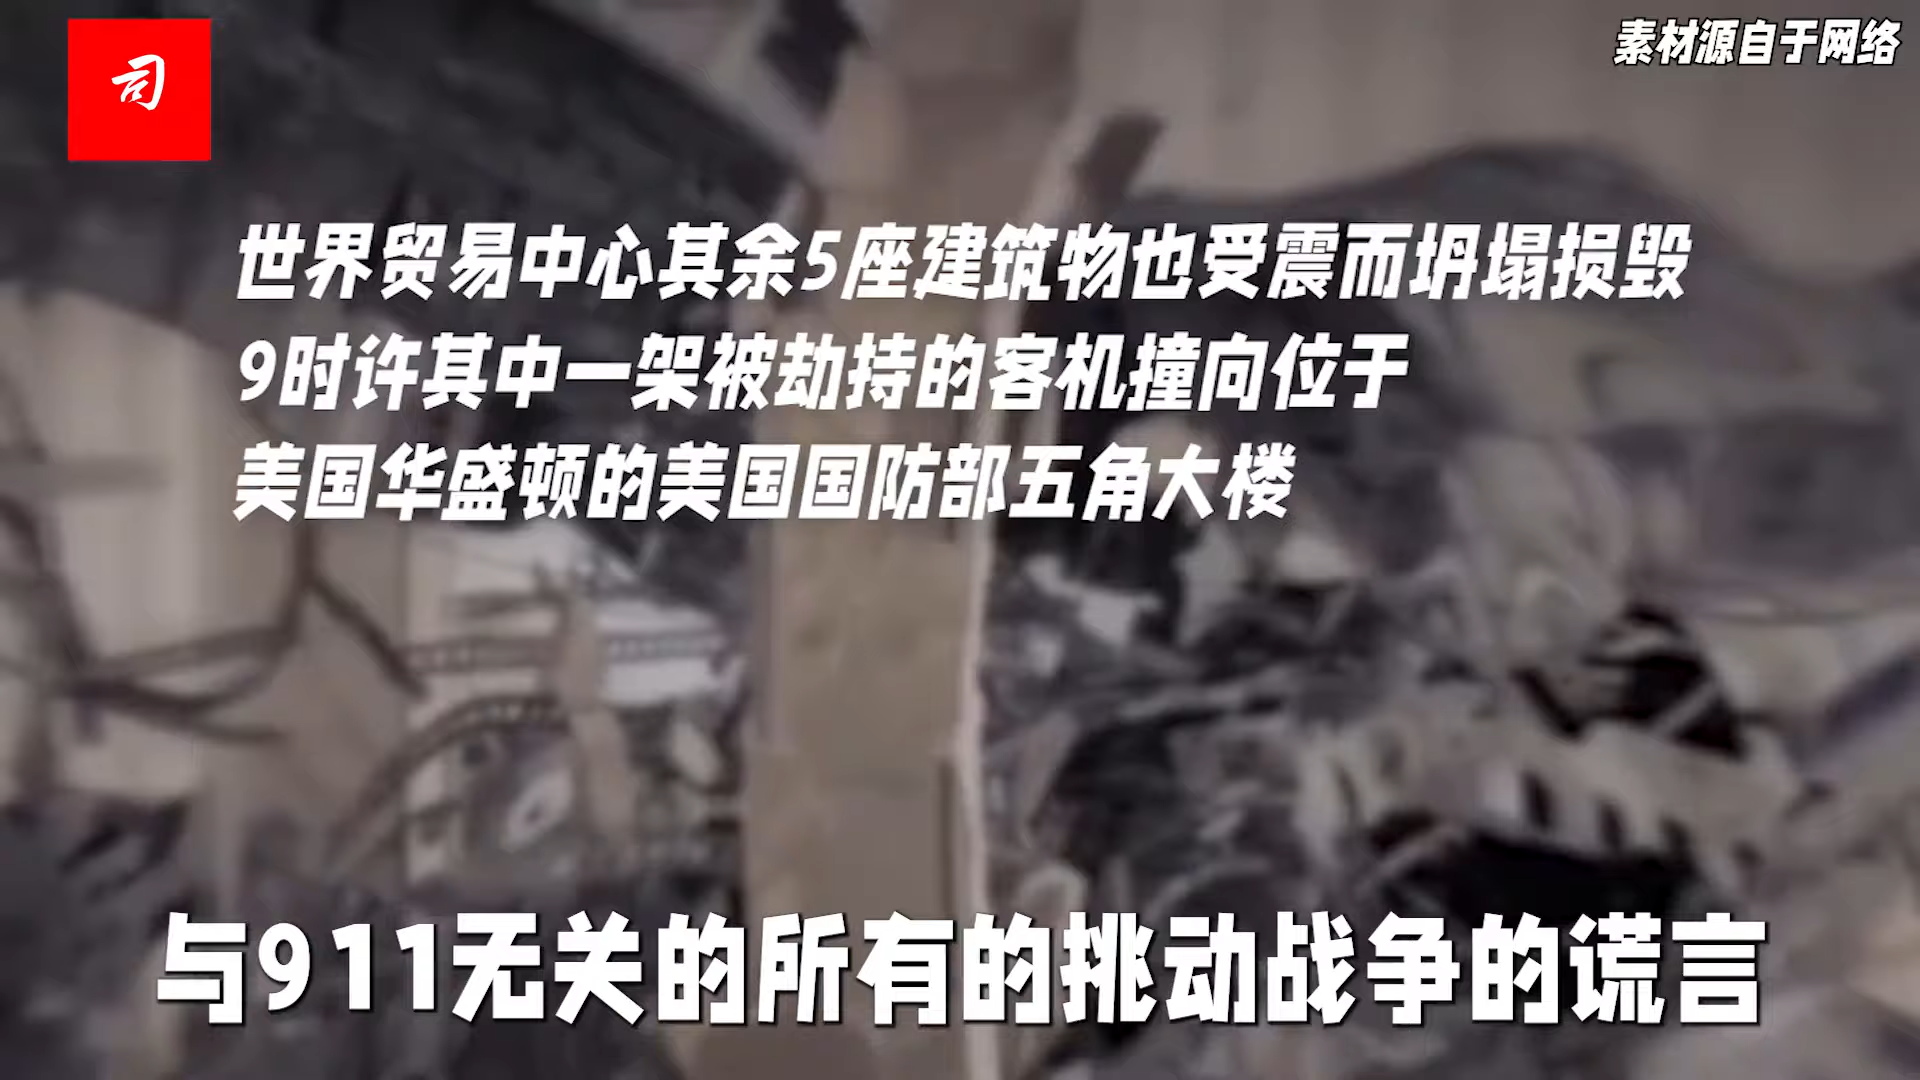 司
素材源自于网络
世界贸易中心其余5座建筑物也受震而坍塌损毁
9时许其中一架被劫持的客机撞向位于
美国华盛顿的美国国防部五角大楼
与911无关的所有的挑动战争的谎言